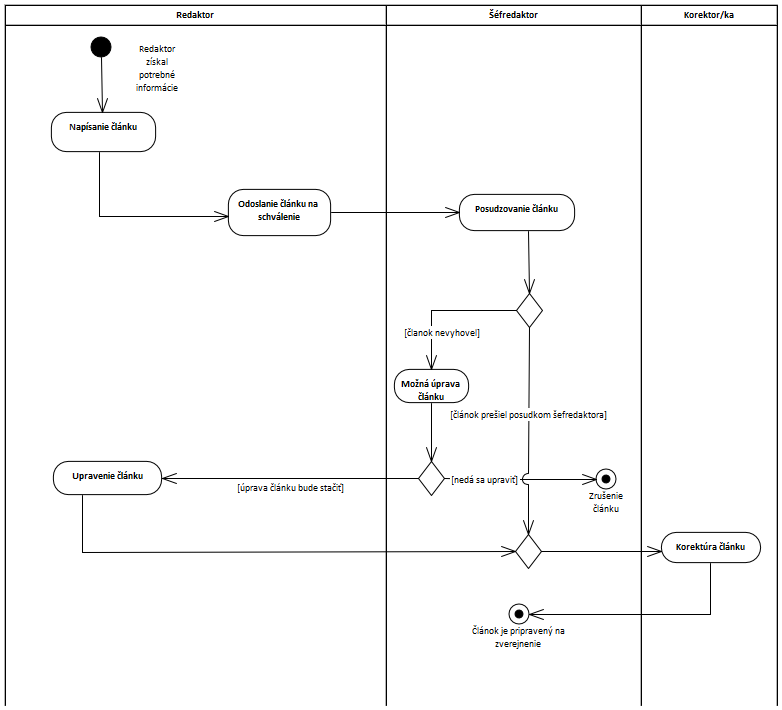 Redaktor
Šéfredaktor
Korektor/ka
Redaktor
získal
potrebné
informácie
Napísanie článku
Odoslanie článku na
schválenie
Posudzovanie článku
[članok nevyhovel]
Možná úprava
článku
[článok prešiel posudkom šefredaktora]
Upravenie článku
[úprava článku bude stačiť]
[nedá sa upraviť]
Zrušenie
článku
Korektúra článku
Článok je pripravený na
zverejnenie